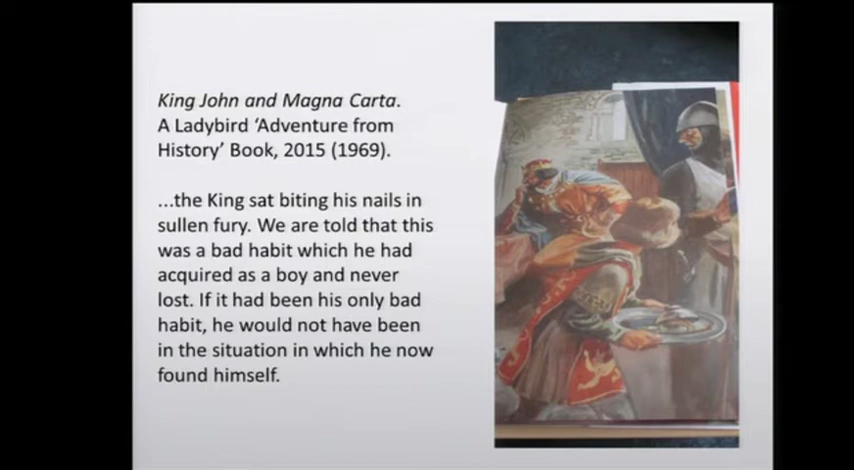 King John and Magna Carta.
A Ladybird ‘Adventure from
History’ Book, 2015 (1969).
...the King sat biting his nails in
sullen fury. We are told that this
was a bad habit which he had
acquired as a boy and never
lost. If it had been his only bad
habit, he would not have been
in the situation in which he now
found himself.